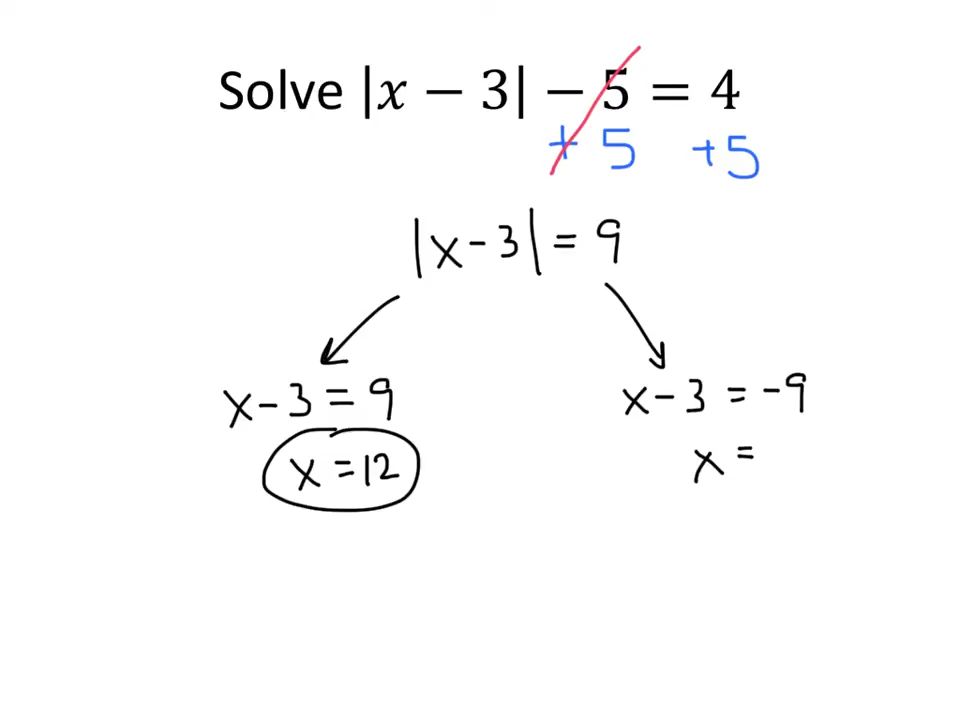 Solve |x − 3| − 5 = 4
+ 5 +5
|x-3| = 9
x-3 = 9
x-3 = -9
x = 12
x =